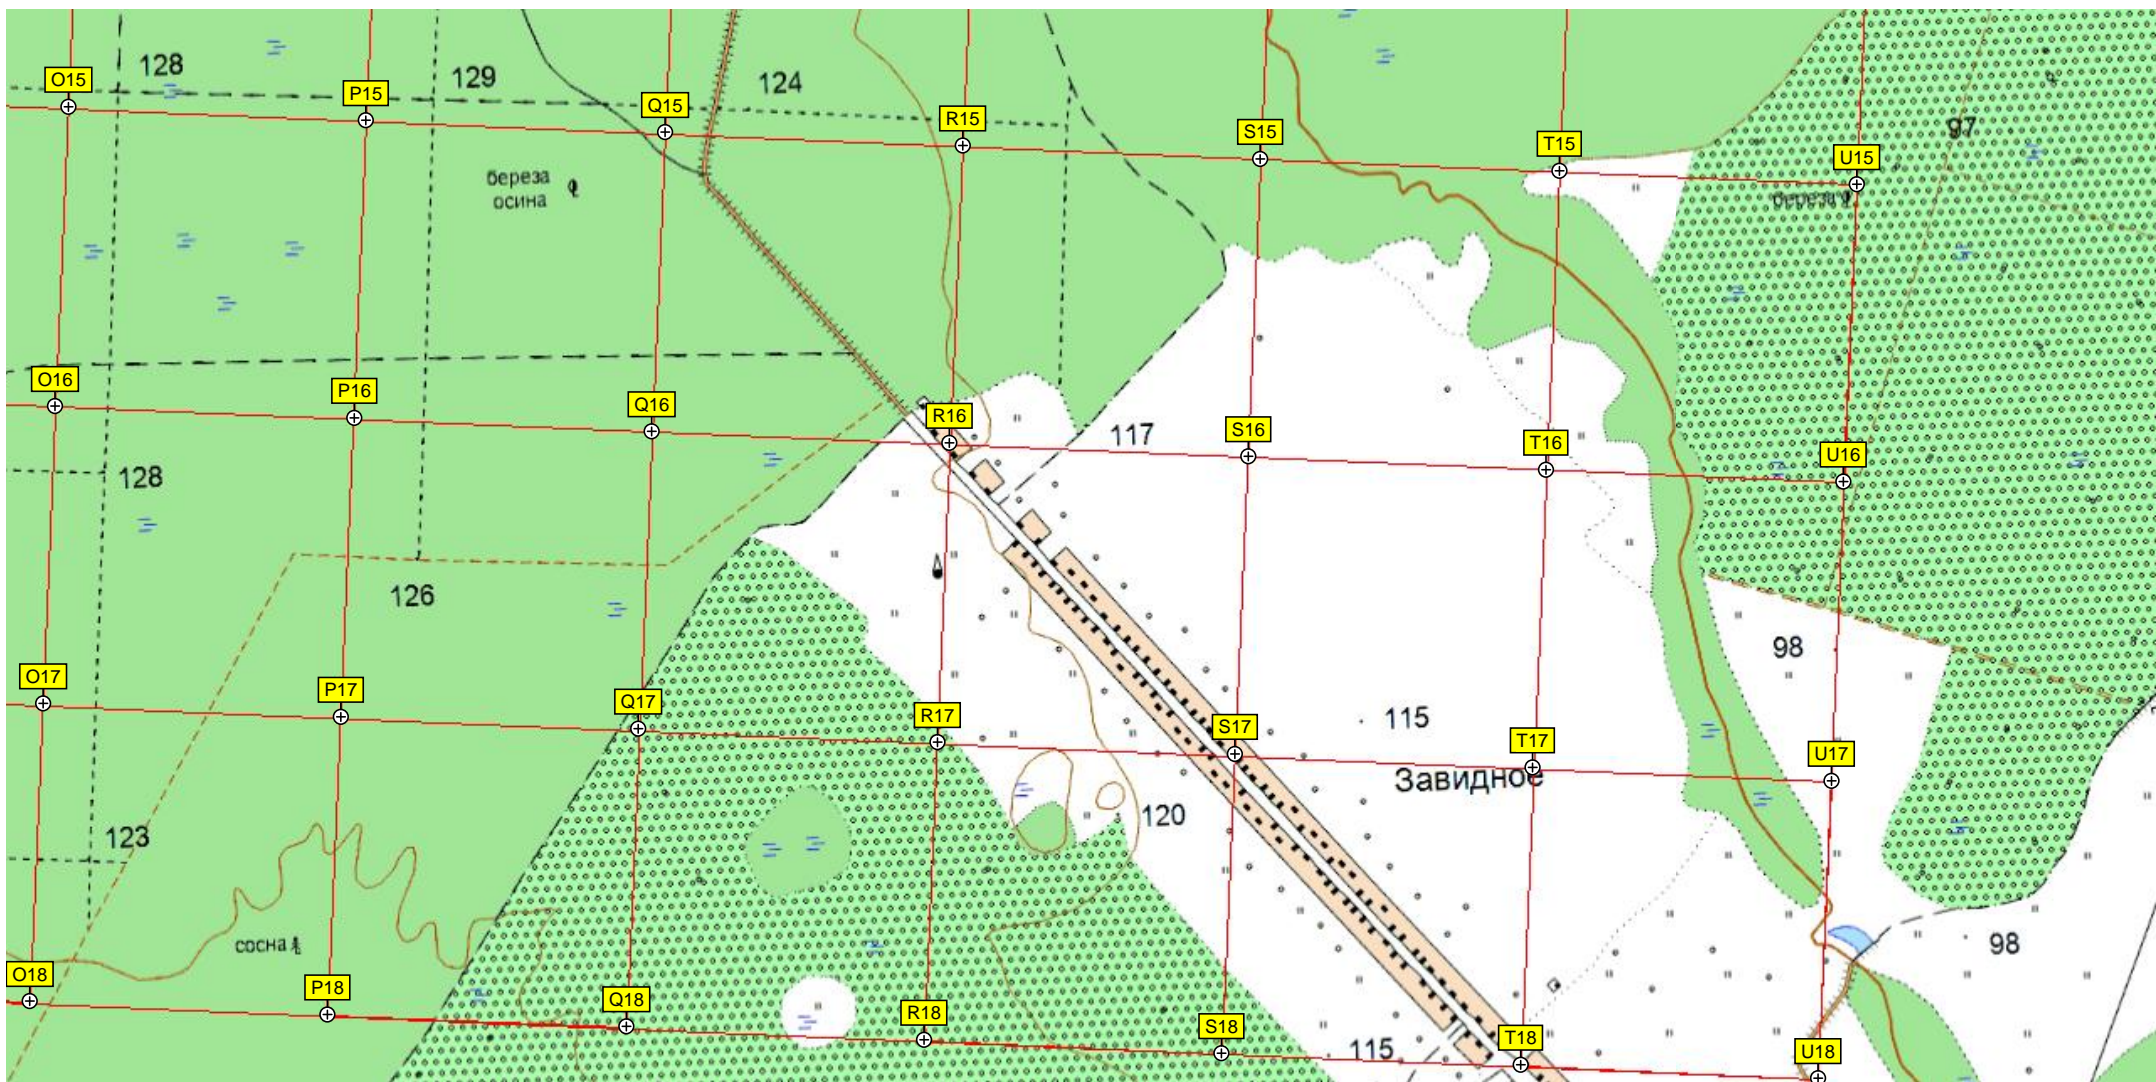 128
129
124
O15
P15
Q15
R15
S15
T15
U15
97
береза
осина
береза
O16
P16
Q16
R16
117
S16
T16
U16
128
126
98
O17
P17
Q17
R17
S17
115
T17
U17
Завидное
123
120
98
сосна
O18
P18
Q18
R18
S18
115
T18
U18